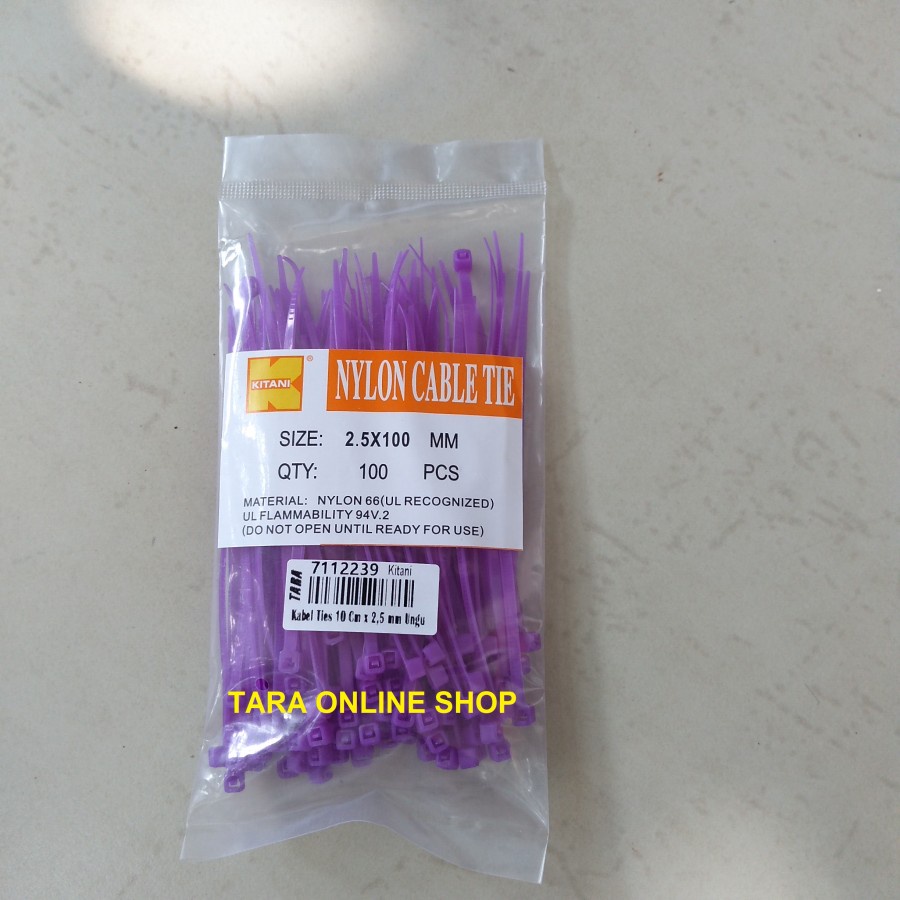 KITANI ®
NYLON CABLE TIE
SIZE: 2.5X100 MM
QTY: 100 PCS
MATERIAL: NYLON 66(UL RECOGNIZED)
UL FLAMMABILITY 94V.2
(DO NOT OPEN UNTIL READY FOR USE)
TARA
7112239 Kitani
Kabel Ties 10 Cm x 2,5 mm Ungu
TARA ONLINE SHOP